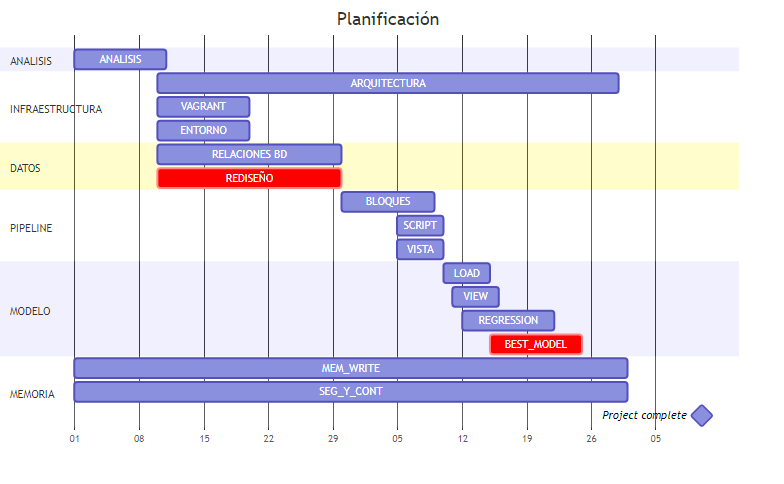 Planificación
ANALISIS
ANALISIS
ARQUITECTURA
INFRAESTRUCTURA
VAGRANT
ENTORNO
RELACIONES BD
DATOS
REDISEÑO
BLOQUES
PIPELINE
SCRIPT
VISTA
LOAD
VIEW
MODELO
REGRESSION
BEST_MODEL
MEM_WRITE
MEMORIA
SEG_Y_CONT
Project complete
01 08 15 22 29 05 12 19 26 05